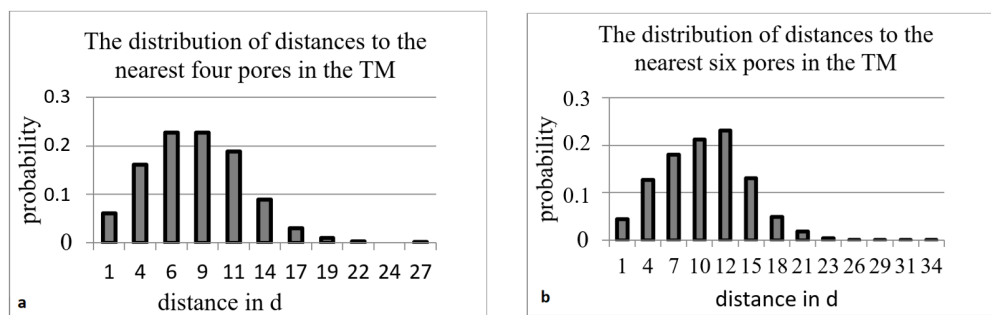 The distribution of distances to the
nearest four pores in the TM
0.3
0.2
0.1
0
probability
1 4 6 9 11 14 17 19 22 24 27
distance in d
a
The distribution of distances to the
nearest six pores in the TM
0.3
0.2
0.1
0
probability
1 4 7 10 12 15 18 21 23 26 29 31 34
distance in d
b